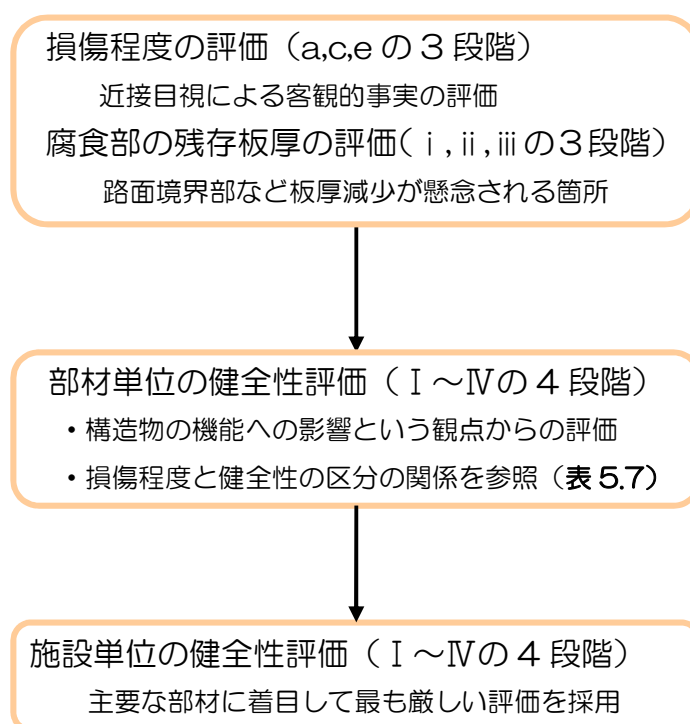 損傷程度の評価（a,c,e の 3 段階）
近接目視による客観的事実の評価
腐食部の残存板厚の評価(ⅰ,ⅱ,ⅲの3段階)
路面境界部など板厚減少が懸念される箇所
部材単位の健全性評価（Ⅰ～Ⅳの 4 段階）
・構造物の機能への影響という観点からの評価
・損傷程度と健全性の区分の関係を参照（表 5.7）
施設単位の健全性評価（Ⅰ～Ⅳの 4 段階）
主要な部材に着目して最も厳しい評価を採用